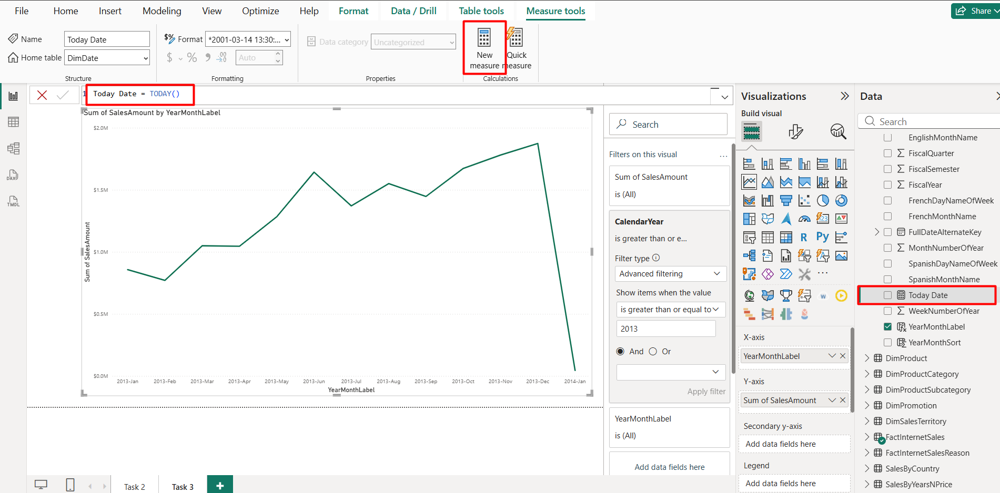 File Home Insert Modeling View Optimize Help Format Data / Drill Table tools Measure tools Share
Name Today Date
Home table DimDate
Structure
Format *2001-03-14 13:30:...
$ % 9 .00 Auto
Formatting
Data category Uncategorized
Properties
New measure
Quick measure
Calculations
1 Today Date = TODAY()
Sum of SalesAmount by YearMonthLabel
$2.0M
$1.5M
$1.0M
$0.5M
$0.0M
Sum of SalesAmount
2013-Jan 2013-Feb 2013-Mar 2013-Apr 2013-May 2013-Jun 2013-Jul 2013-Aug 2013-Sep 2013-Oct 2013-Nov 2013-Dec 2014-Jan
YearMonthLabel
DAX
TMDL
Task 2 Task 3 +
Search
Filters on this visual ...
Sum of SalesAmount
is (All)
CalendarYear
is greater than or e...
Filter type
Advanced filtering
Show items when the value
is greater than or equal to
2013
And Or
Apply filter
YearMonthLabel
is (All)
Add data fields here
Visualizations
Build visual
123
R Py
...
W
X-axis
YearMonthLabel
Y-axis
Sum of SalesAmount
Secondary y-axis
Add data fields here
Legend
Add data fields here
Data
Search
EnglishMonthName
FiscalQuarter
FiscalSemester
FiscalYear
FrenchDayNameOfWeek
FrenchMonthName
FullDateAlternateKey
MonthNumberOfYear
SpanishDayNameOfWeek
SpanishMonthName
Today Date
WeekNumberOfYear
YearMonthLabel
YearMonthSort
DimProduct
DimProductCategory
DimProductSubcategory
DimPromotion
DimSalesTerritory
FactInternetSales
FactInternetSalesReason
SalesByCountry
SalesByYearsNPrice